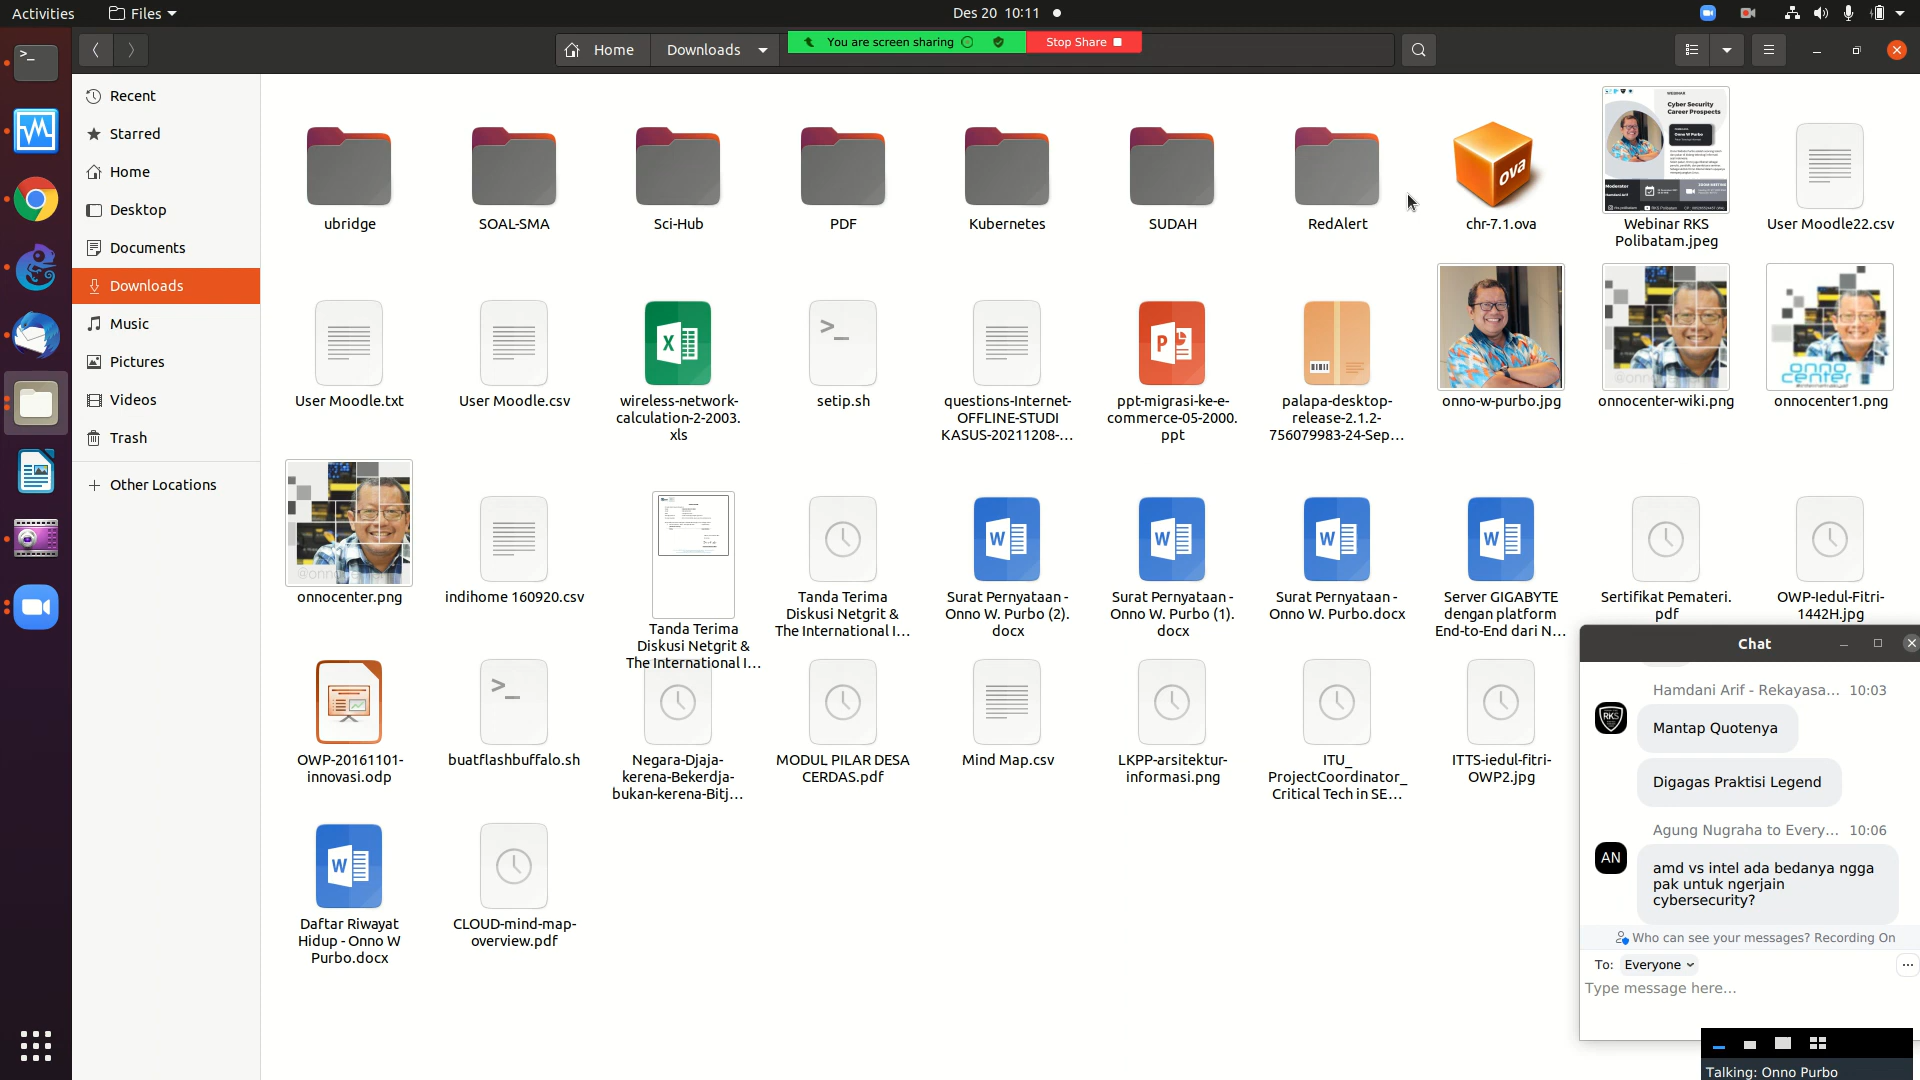 Activities
Files
Des 20 10:11
Home
Downloads
You are screen sharing
Stop Share
Recent
Starred
Home
Desktop
Documents
Downloads
Music
Pictures
Videos
Trash
Other Locations
ubridge
SOAL-SMA
Sci-Hub
PDF
Kubernetes
SUDAH
RedAlert
ova
chr-7.1.ova
WEBINAR
Cyber Security
Career Prospects
Webinar RKS
Polibatam.jpeg
User Moodle22.csv
User Moodle.txt
User Moodle.csv
wireless-network-
calculation-2-2003.
xls
setip.sh
questions-Internet-
OFFLINE-STUDI
KASUS-20211208-...
ppt-migrasi-ke-e-
commerce-05-2000.
ppt
palapa-desktop-
release-2.1.2-
756079983-24-Sep...
onno-w-purbo.jpg
onnocenter-wiki.png
onno
center
onnocenter1.png
onnocenter.png
indihome 160920.csv
Tanda Terima
Diskusi Netgrit &
The International I...
Tanda Terima
Diskusi Netgrit &
The International I...
Surat Pernyataan -
Onno W. Purbo (2).
docx
Surat Pernyataan -
Onno W. Purbo (1).
docx
Surat Pernyataan -
Onno W. Purbo.docx
Server GIGABYTE
dengan platform
End-to-End dari N...
Sertifikat Pemateri.
pdf
OWP-Iedul-Fitri-
1442H.jpg
OWP-20161101-
innovasi.odp
buatflashbuffalo.sh
Negara-Djaja-
kerena-Bekerdja-
bukan-kerena-Bitj...
MODUL PILAR DESA
CERDAS.pdf
Mind Map.csv
LKPP-arsitektur-
informasi.png
ITU_
ProjectCoordinator_
Critical Tech in SE...
ITTS-iedul-fitri-
OWP2.jpg
Daftar Riwayat
Hidup - Onno W
Purbo.docx
CLOUD-mind-map-
overview.pdf
Chat
Hamdani Arif - Rekayasa... 10:03
RKS
Mantap Quotenya
Digagas Praktisi Legend
Agung Nugraha to Every... 10:06
AN
amd vs intel ada bedanya ngga
pak untuk ngerjain
cybersecurity?
Who can see your messages? Recording On
To: Everyone
Type message here...
Talking: Onno Purbo